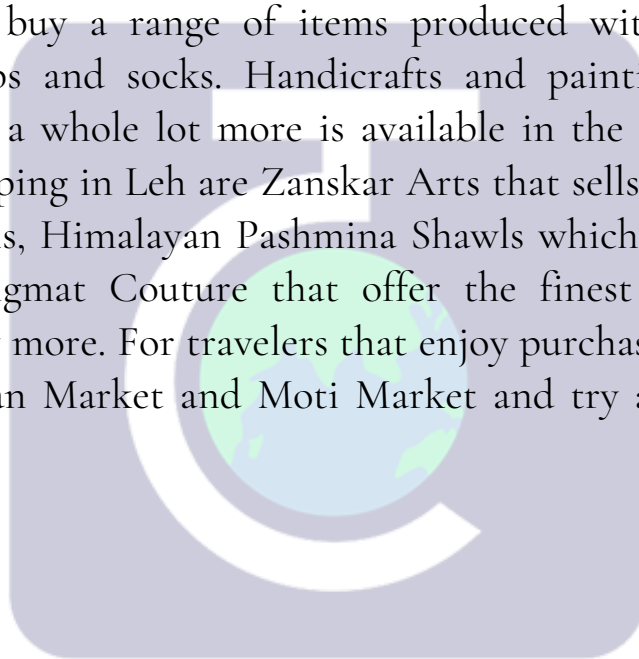 buy a range of items produced wit
s and socks. Handicrafts and painti
a whole lot more is available in the
ping in Leh are Zanskar Arts that sells
s, Himalayan Pashmina Shawls which
gmat Couture that offer the finest
more. For travelers that enjoy purchas
an Market and Moti Market and try a